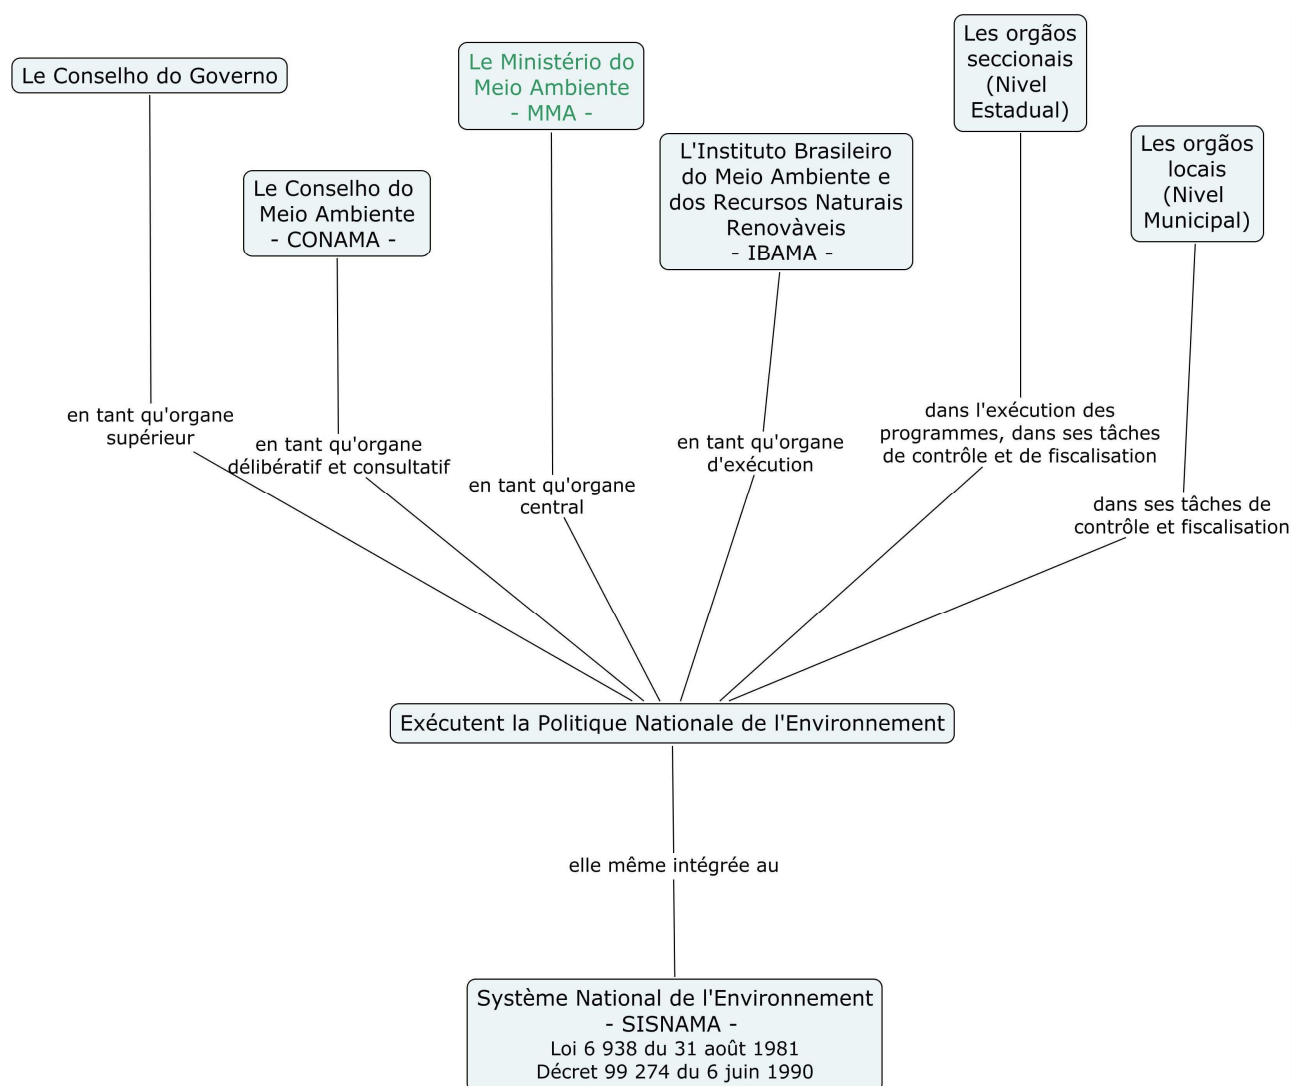 Le Conselho do Governo
Le Ministério do
Meio Ambiente
- MMA -
Les orgãos
seccionais
(Nivel
Estadual)
Le Conselho do
Meio Ambiente
- CONAMA -
L'Instituto Brasileiro
do Meio Ambiente e
dos Recursos Naturais
Renovàveis
- IBAMA -
Les orgãos
locais
(Nivel
Municipal)
en tant qu'organe
supérieur
en tant qu'organe
délibératif et consultatif
en tant qu'organe
central
en tant qu'organe
d'exécution
dans l'exécution des
programmes, dans ses tâches
de contrôle et de fiscalisation
dans ses tâches de
contrôle et fiscalisation
Exécutent la Politique Nationale de l'Environnement
elle même intégrée au
Système National de l'Environnement
- SISNAMA -
Loi 6 938 du 31 août 1981
Décret 99 274 du 6 juin 1990